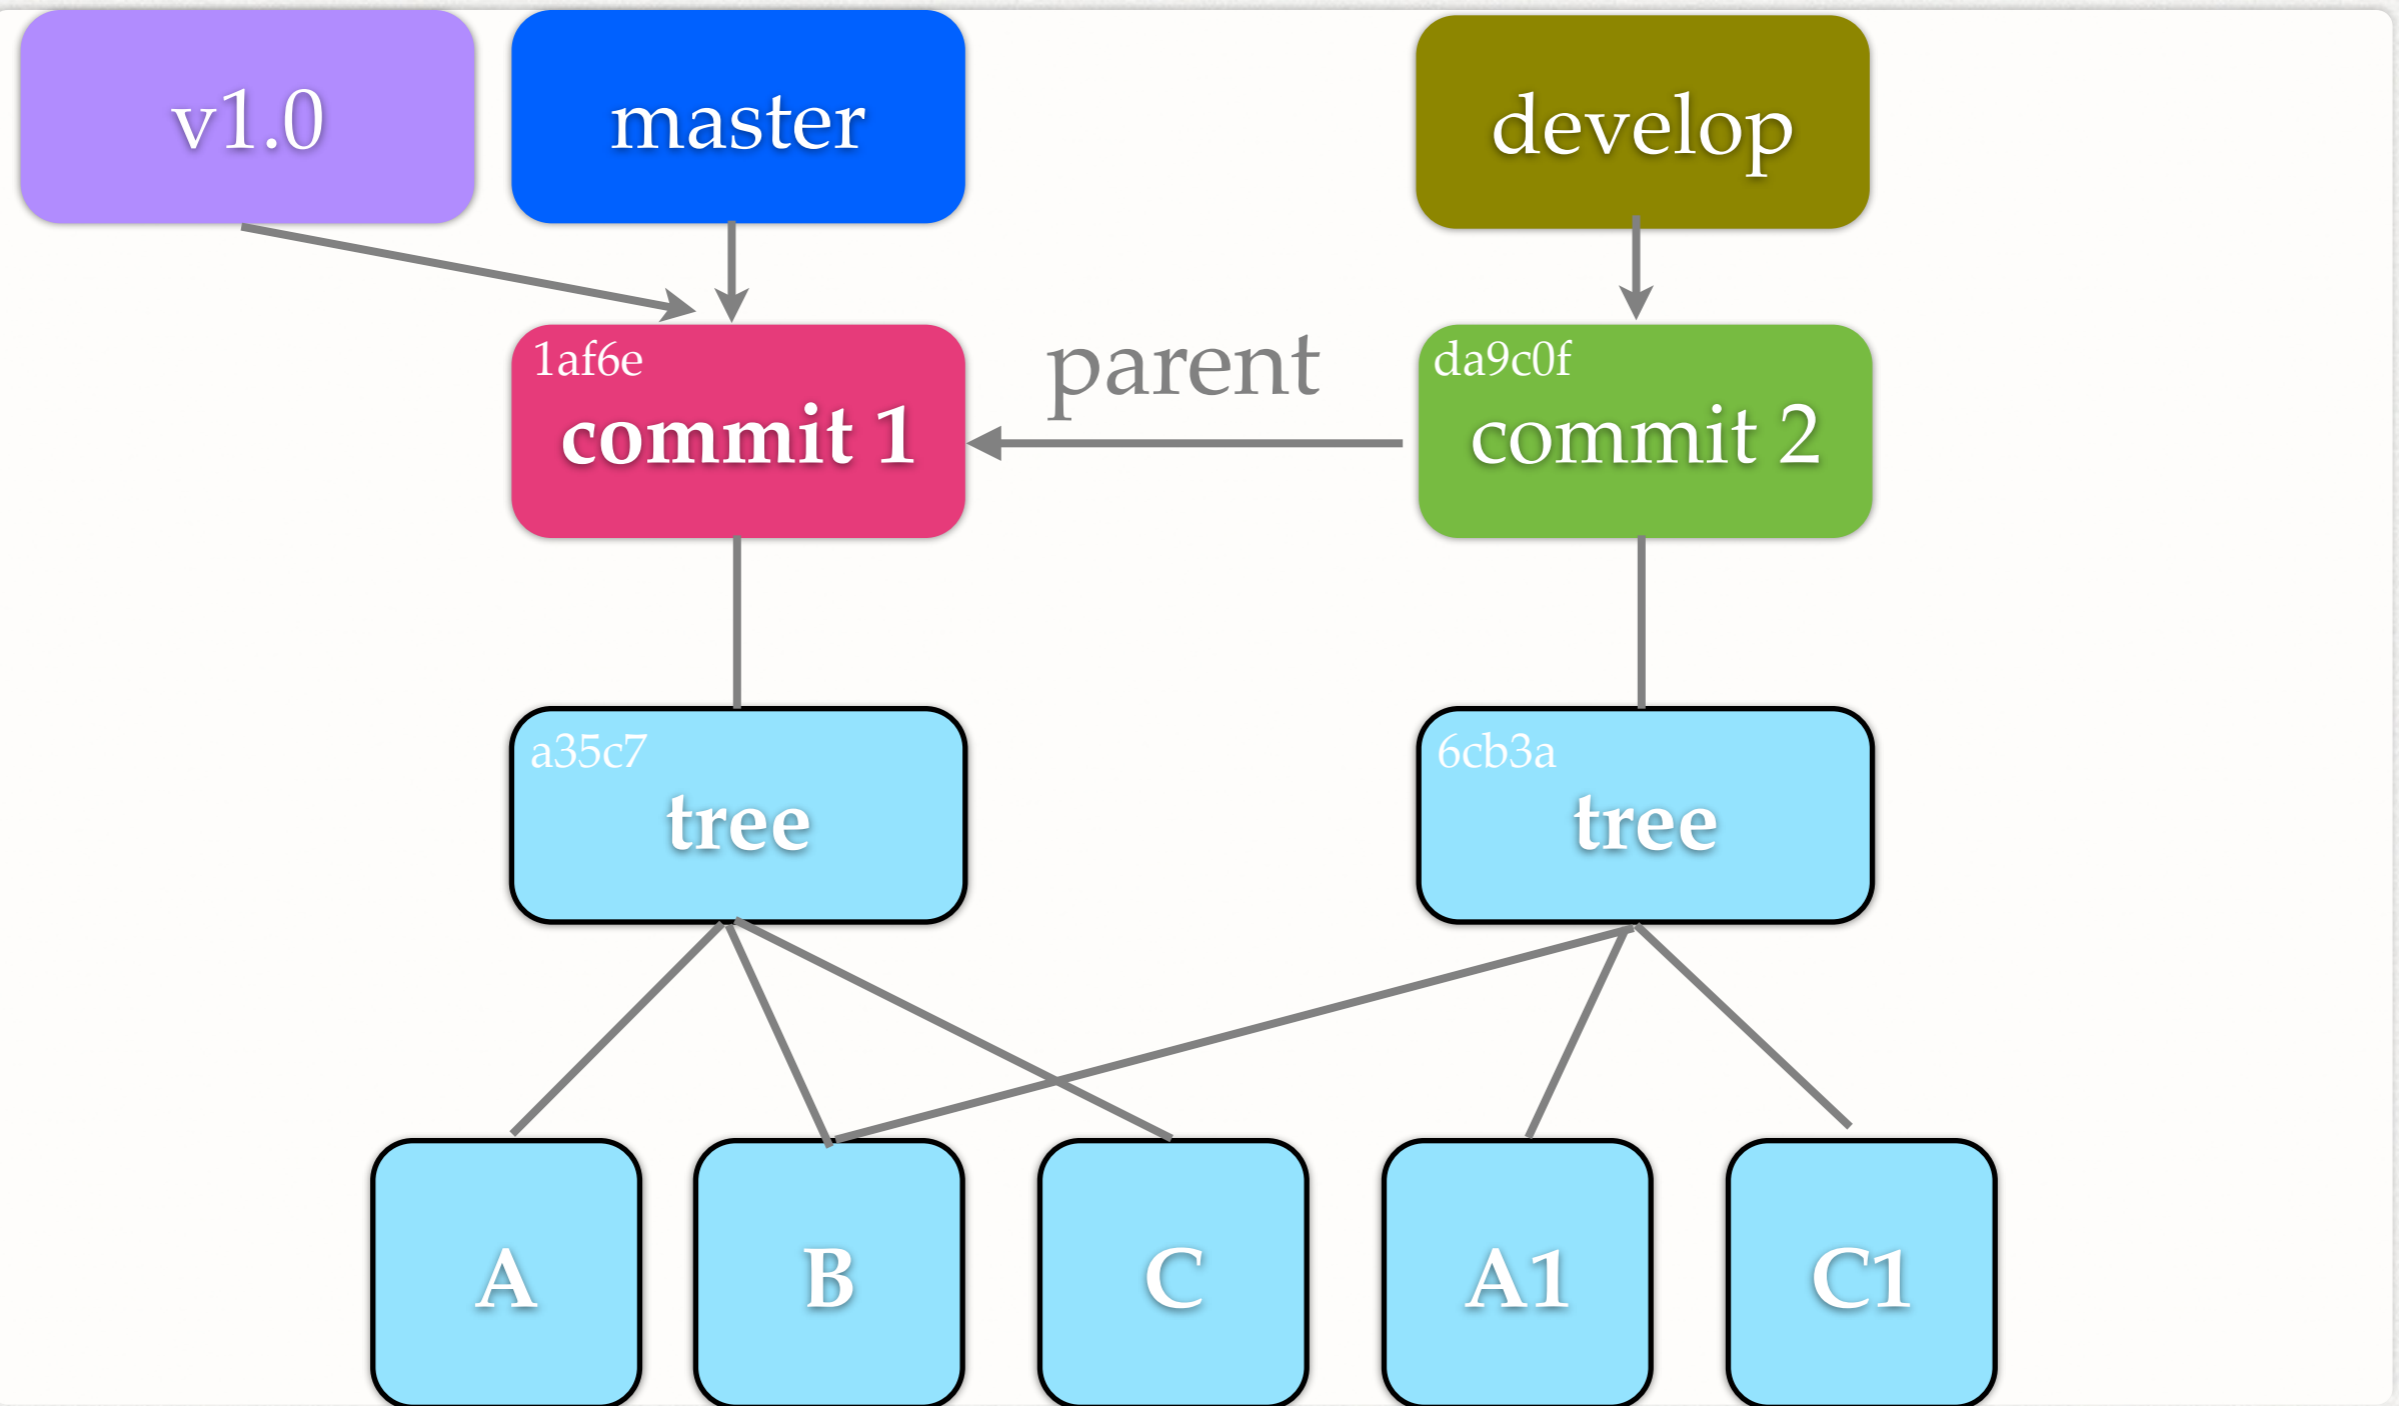 v1.0
master
develop
1af6e
commit 1
parent
da9c0f
commit 2
a35c7
tree
6cb3a
tree
A
B
C
A1
C1